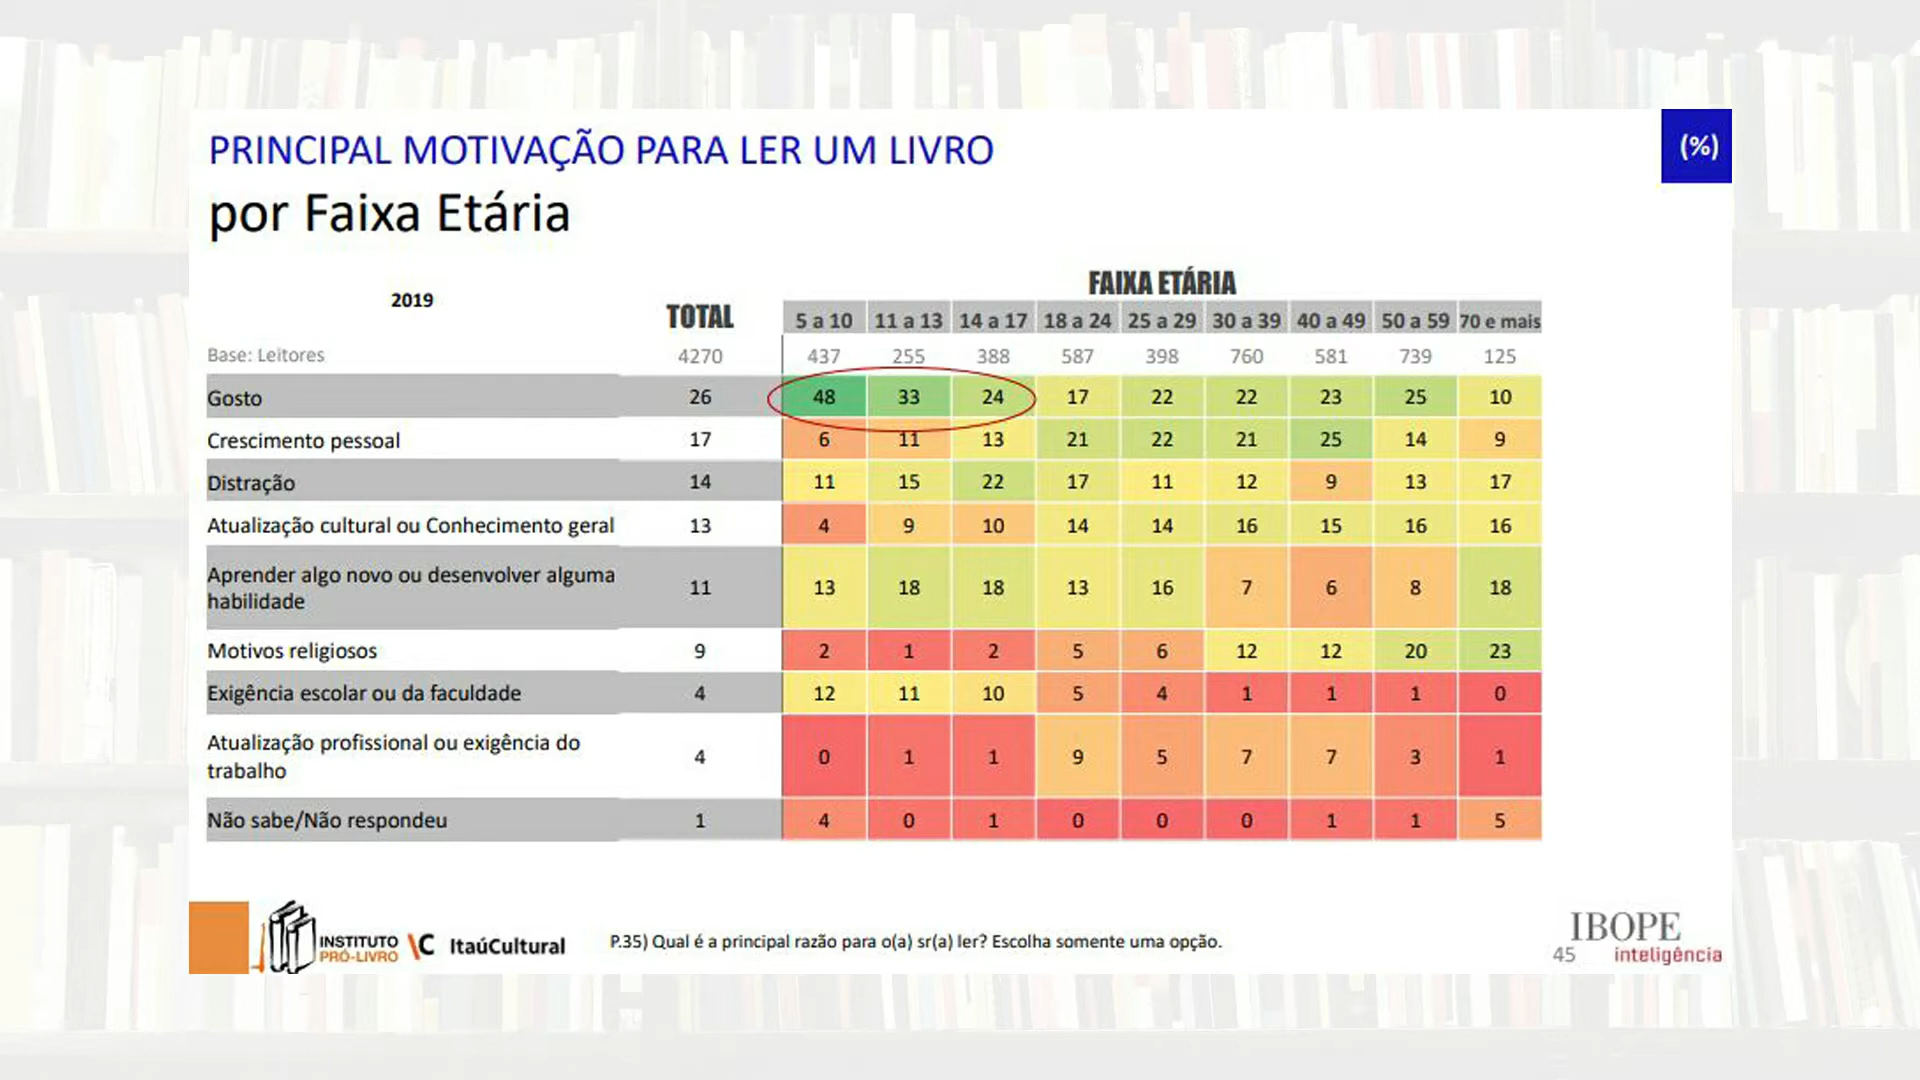 PRINCIPAL MOTIVAÇÃO PARA LER UM LIVRO
(%)
por Faixa Etária
FAIXA ETÁRIA
2019 TOTAL 5 a 10 11 a 13 14 a 17 18 a 24 25 a 29 30 a 39 40 a 49 50 a 59 70 e mais
Base: Leitores 4270 437 255 388 587 398 760 581 739 125
Gosto 26 48 33 24 17 22 22 23 25 10
Crescimento pessoal 17 6 11 13 21 22 21 25 14 9
Distração 14 11 15 22 17 11 12 9 13 17
Atualização cultural ou Conhecimento geral 13 4 9 10 14 14 16 15 16 16
Aprender algo novo ou desenvolver alguma
habilidade 11 13 18 18 13 16 7 6 8 18
Motivos religiosos 9 2 1 2 5 6 12 12 20 23
Exigência escolar ou da faculdade 4 12 11 10 5 4 1 1 1 0
Atualização profissional ou exigência do
trabalho 4 0 1 1 9 5 7 7 3 1
Não sabe/Não respondeu 1 4 0 1 0 0 0 1 1 5
INSTITUTO
PRÓ-LIVRO
\C ItaúCultural
P.35) Qual é a principal razão para o(a) sr(a) ler? Escolha somente uma opção.
IBOPE
inteligência
45